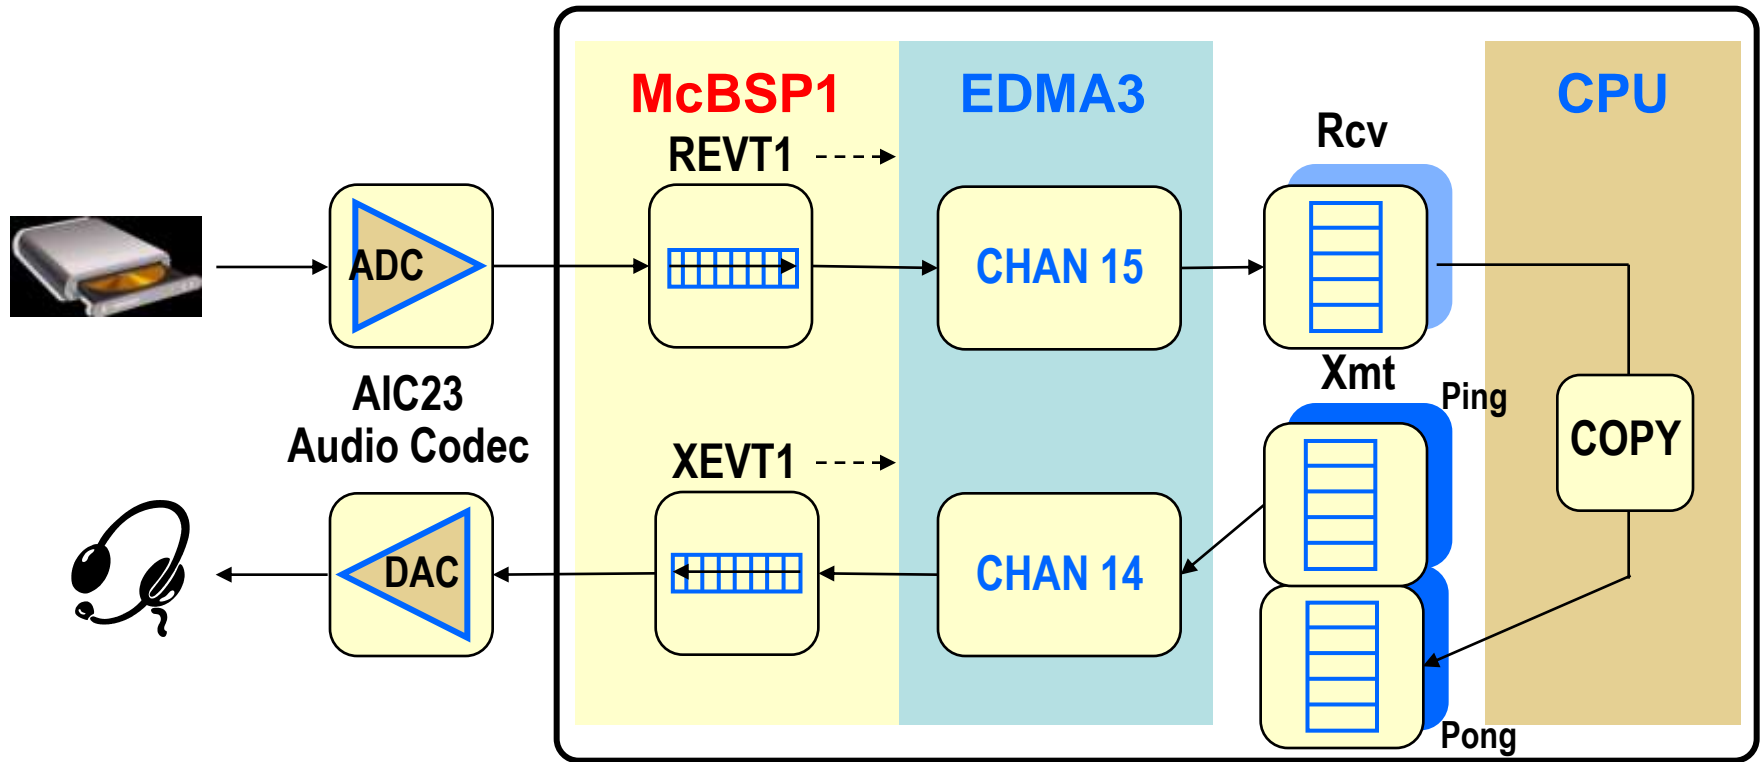 McBSP1
EDMA3
CPU
REVT1
Rcv
ADC
CHAN 15
AIC23
Audio Codec
Xmt
Ping
COPY
XEVT1
DAC
CHAN 14
Pong